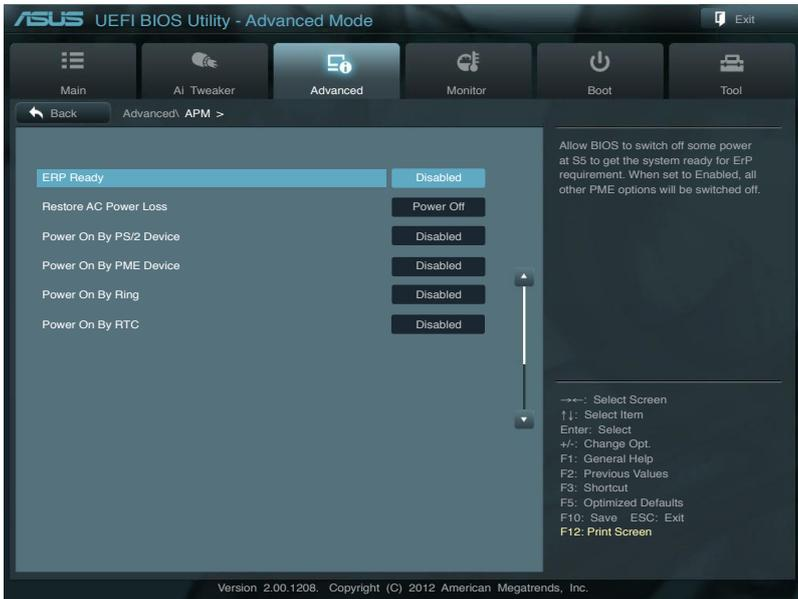 ASUS UEFI BIOS Utility - Advanced Mode
Exit
Main Ai Tweaker Advanced Monitor Boot Tool
Back Advanced\ APM >
ERP Ready Disabled
Restore AC Power Loss Power Off
Power On By PS/2 Device Disabled
Power On By PME Device Disabled
Power On By Ring Disabled
Power On By RTC Disabled
Allow BIOS to switch off some power
at S5 to get the system ready for ErP
requirement. When set to Enabled, all
other PME options will be switched off.
→←: Select Screen
↑↓: Select Item
Enter: Select
+/-: Change Opt.
F1: General Help
F2: Previous Values
F3: Shortcut
F5: Optimized Defaults
F10: Save ESC: Exit
F12: Print Screen
Version 2.00.1208. Copyright (C) 2012 American Megatrends, Inc.